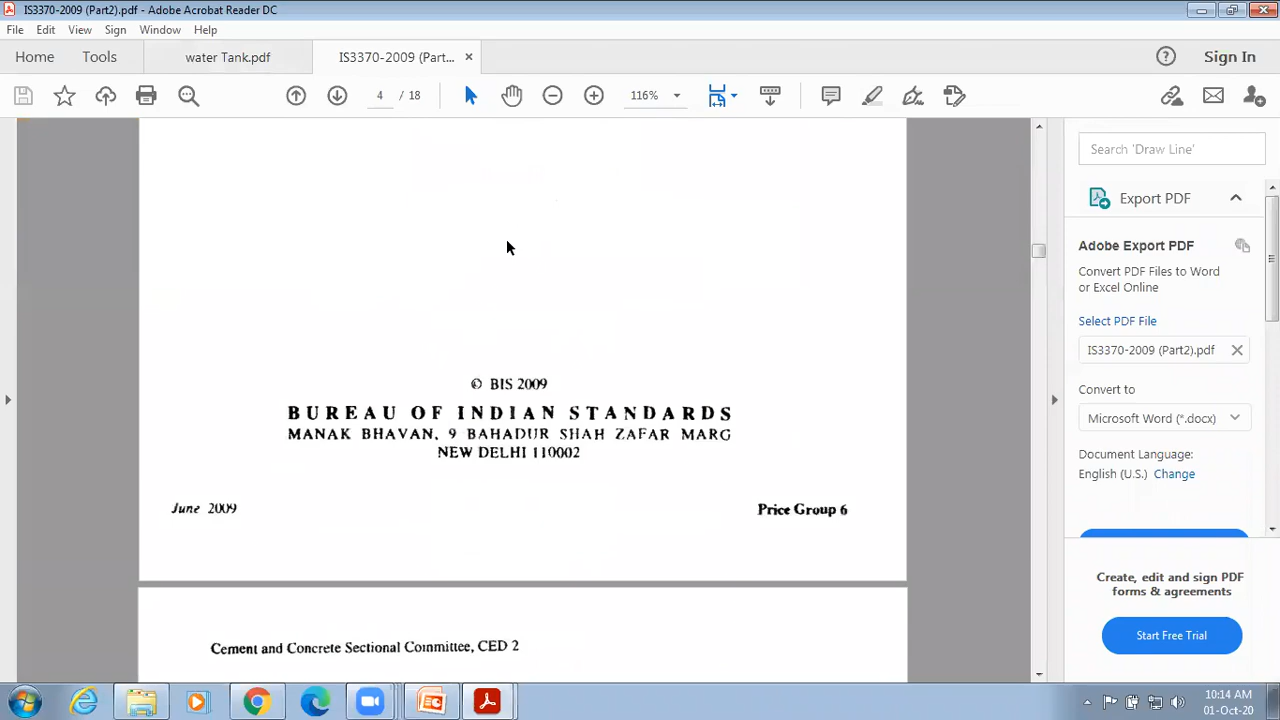 IS3370-2009 (Part2).pdf - Adobe Acrobat Reader DC
File Edit View Sign Window Help
Home Tools water Tank.pdf IS3370-2009 (Part... × Sign In
4 / 18 116%
Search 'Draw Line'
Export PDF
Adobe Export PDF
Convert PDF Files to Word
or Excel Online
Select PDF File
IS3370-2009 (Part2).pdf
Convert to
Microsoft Word (*.docx)
Document Language:
English (U.S.) Change
Create, edit and sign PDF
forms & agreements
Start Free Trial
© BIS 2009
BUREAU OF INDIAN STANDARDS
MANAK BHAVAN, 9 BAHADUR SHAH ZAFAR MARG
NEW DELHI 110002
June 2009 Price Group 6
Cement and Concrete Sectional Committee, CED 2
10:14 AM
01-Oct-20